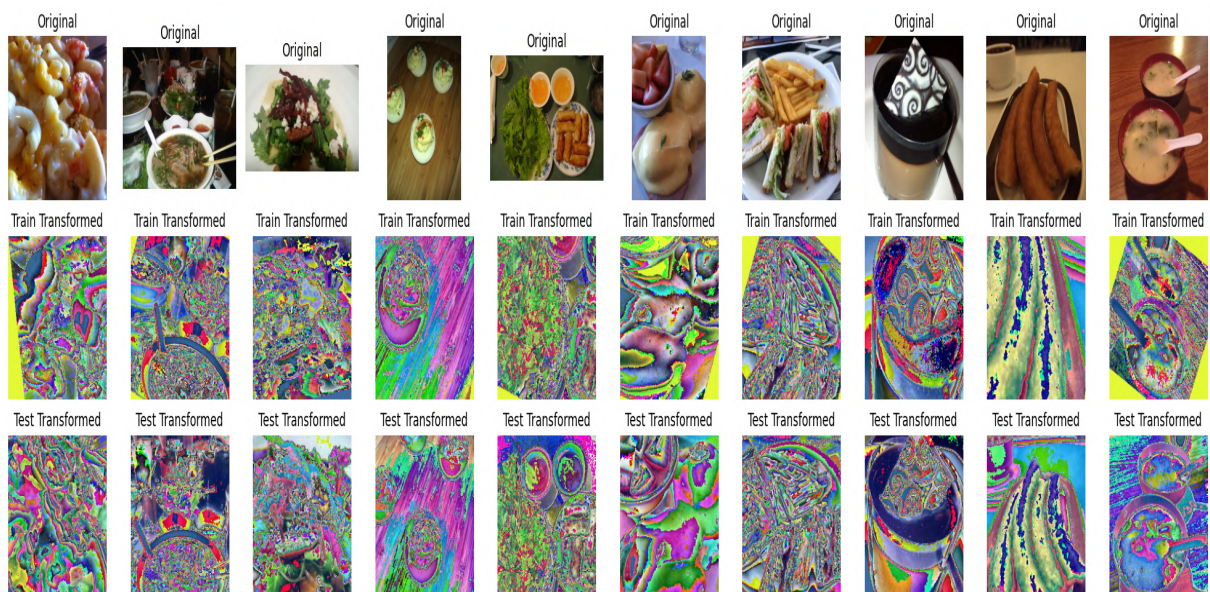 Original Original Original Original Original Original Original Original Original Original
Train Transformed Train Transformed Train Transformed Train Transformed Train Transformed Train Transformed Train Transformed Train Transformed Train Transformed Train Transformed
Test Transformed Test Transformed Test Transformed Test Transformed Test Transformed Test Transformed Test Transformed Test Transformed Test Transformed Test Transformed